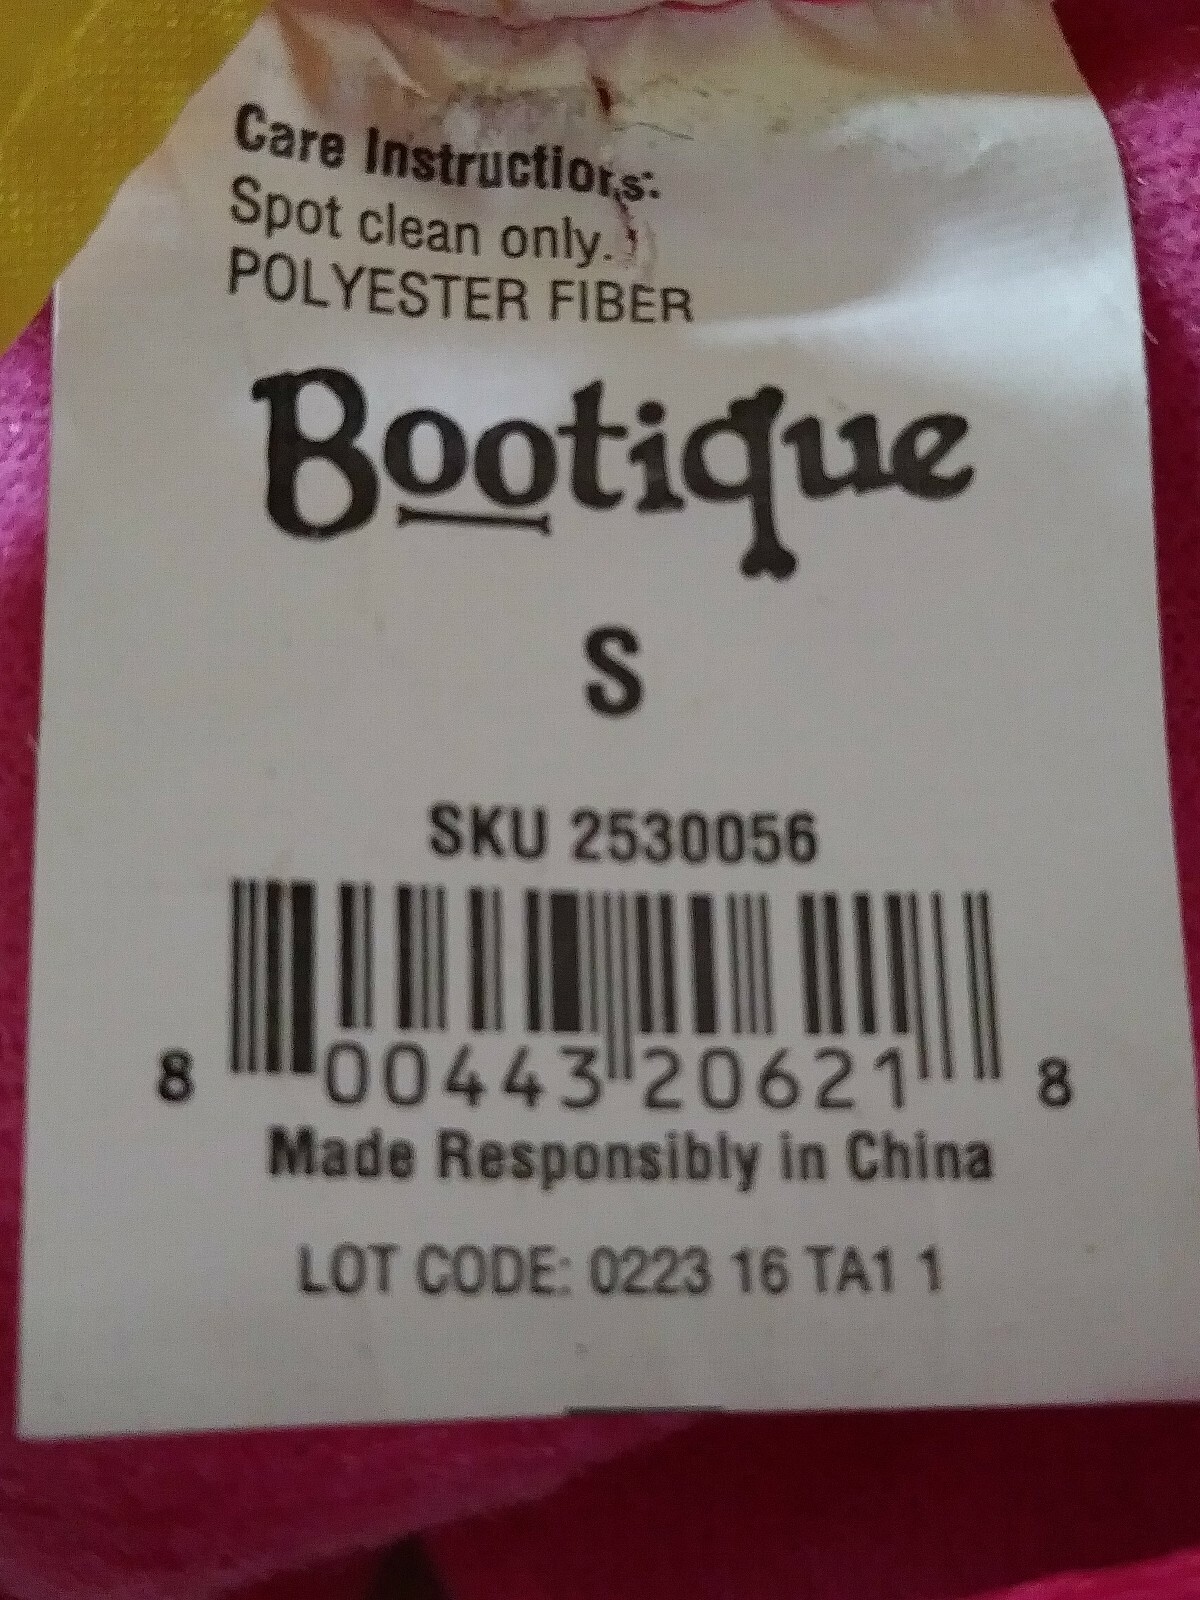 Care Instructions:
Spot clean only.
POLYESTER FIBER
Bootique
S
SKU 2530056
8 00443 20621 8
Made Responsibly in China
LOT CODE: 0223 16 TA1 1